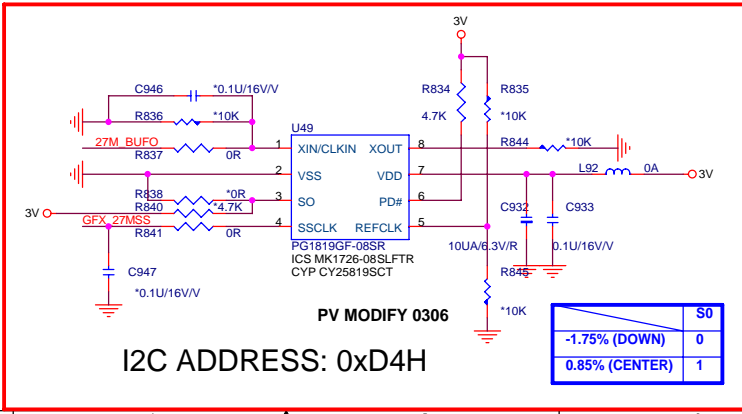 3V
C946 *0.1U/16V/V
R834 R835
R836 *10K
4.7K *10K
U49
27M_BUFO
R837 0R
1 XIN/CLKIN XOUT 8
R844 *10K
2 VSS VDD 7
L92 0A
3V
R838 *0R
3 SO PD# 6
3V
R840 *4.7K
C932 C933
GFX_27MSS
4 SSCLK REFCLK 5
R841 0R
PG1819GF-08SR
10UA/6.3V/R 0.1U/16V/V
ICS MK1726-08SLFTR
C947
CYP CY25819SCT
R845
*0.1U/16V/V
*10K
PV MODIFY 0306
S0
-1.75% (DOWN) 0
0.85% (CENTER) 1
I2C ADDRESS: 0xD4H